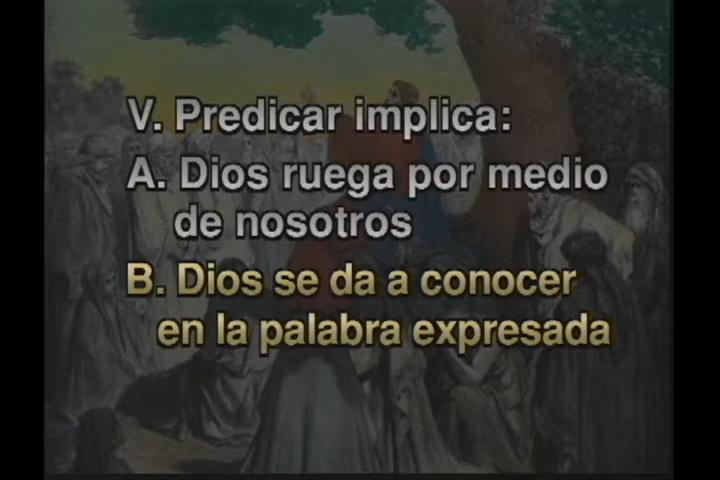 V. Predicar implica:
A. Dios ruega por medio
de nosotros
B. Dios se da a conocer
en la palabra expresada